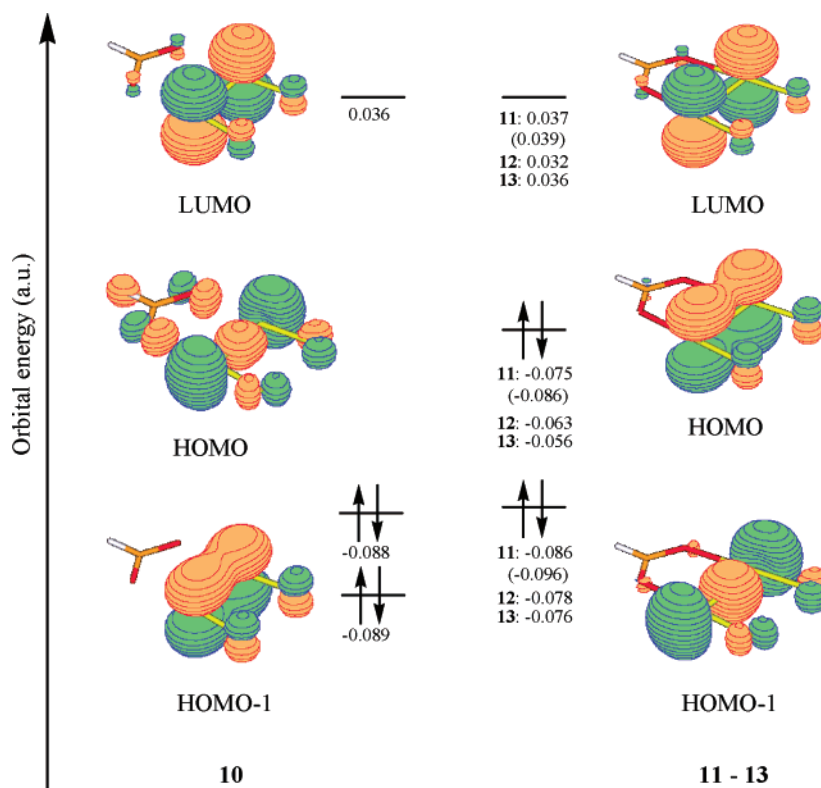 Orbital energy (a.u.)
LUMO
0.036
11: 0.037
(0.039)
12: 0.032
13: 0.036
LUMO
HOMO
11: -0.075
(-0.086)
12: -0.063
13: -0.056
HOMO
-0.088
-0.089
HOMO-1
11: -0.086
(-0.096)
12: -0.078
13: -0.076
HOMO-1
10
11 - 13